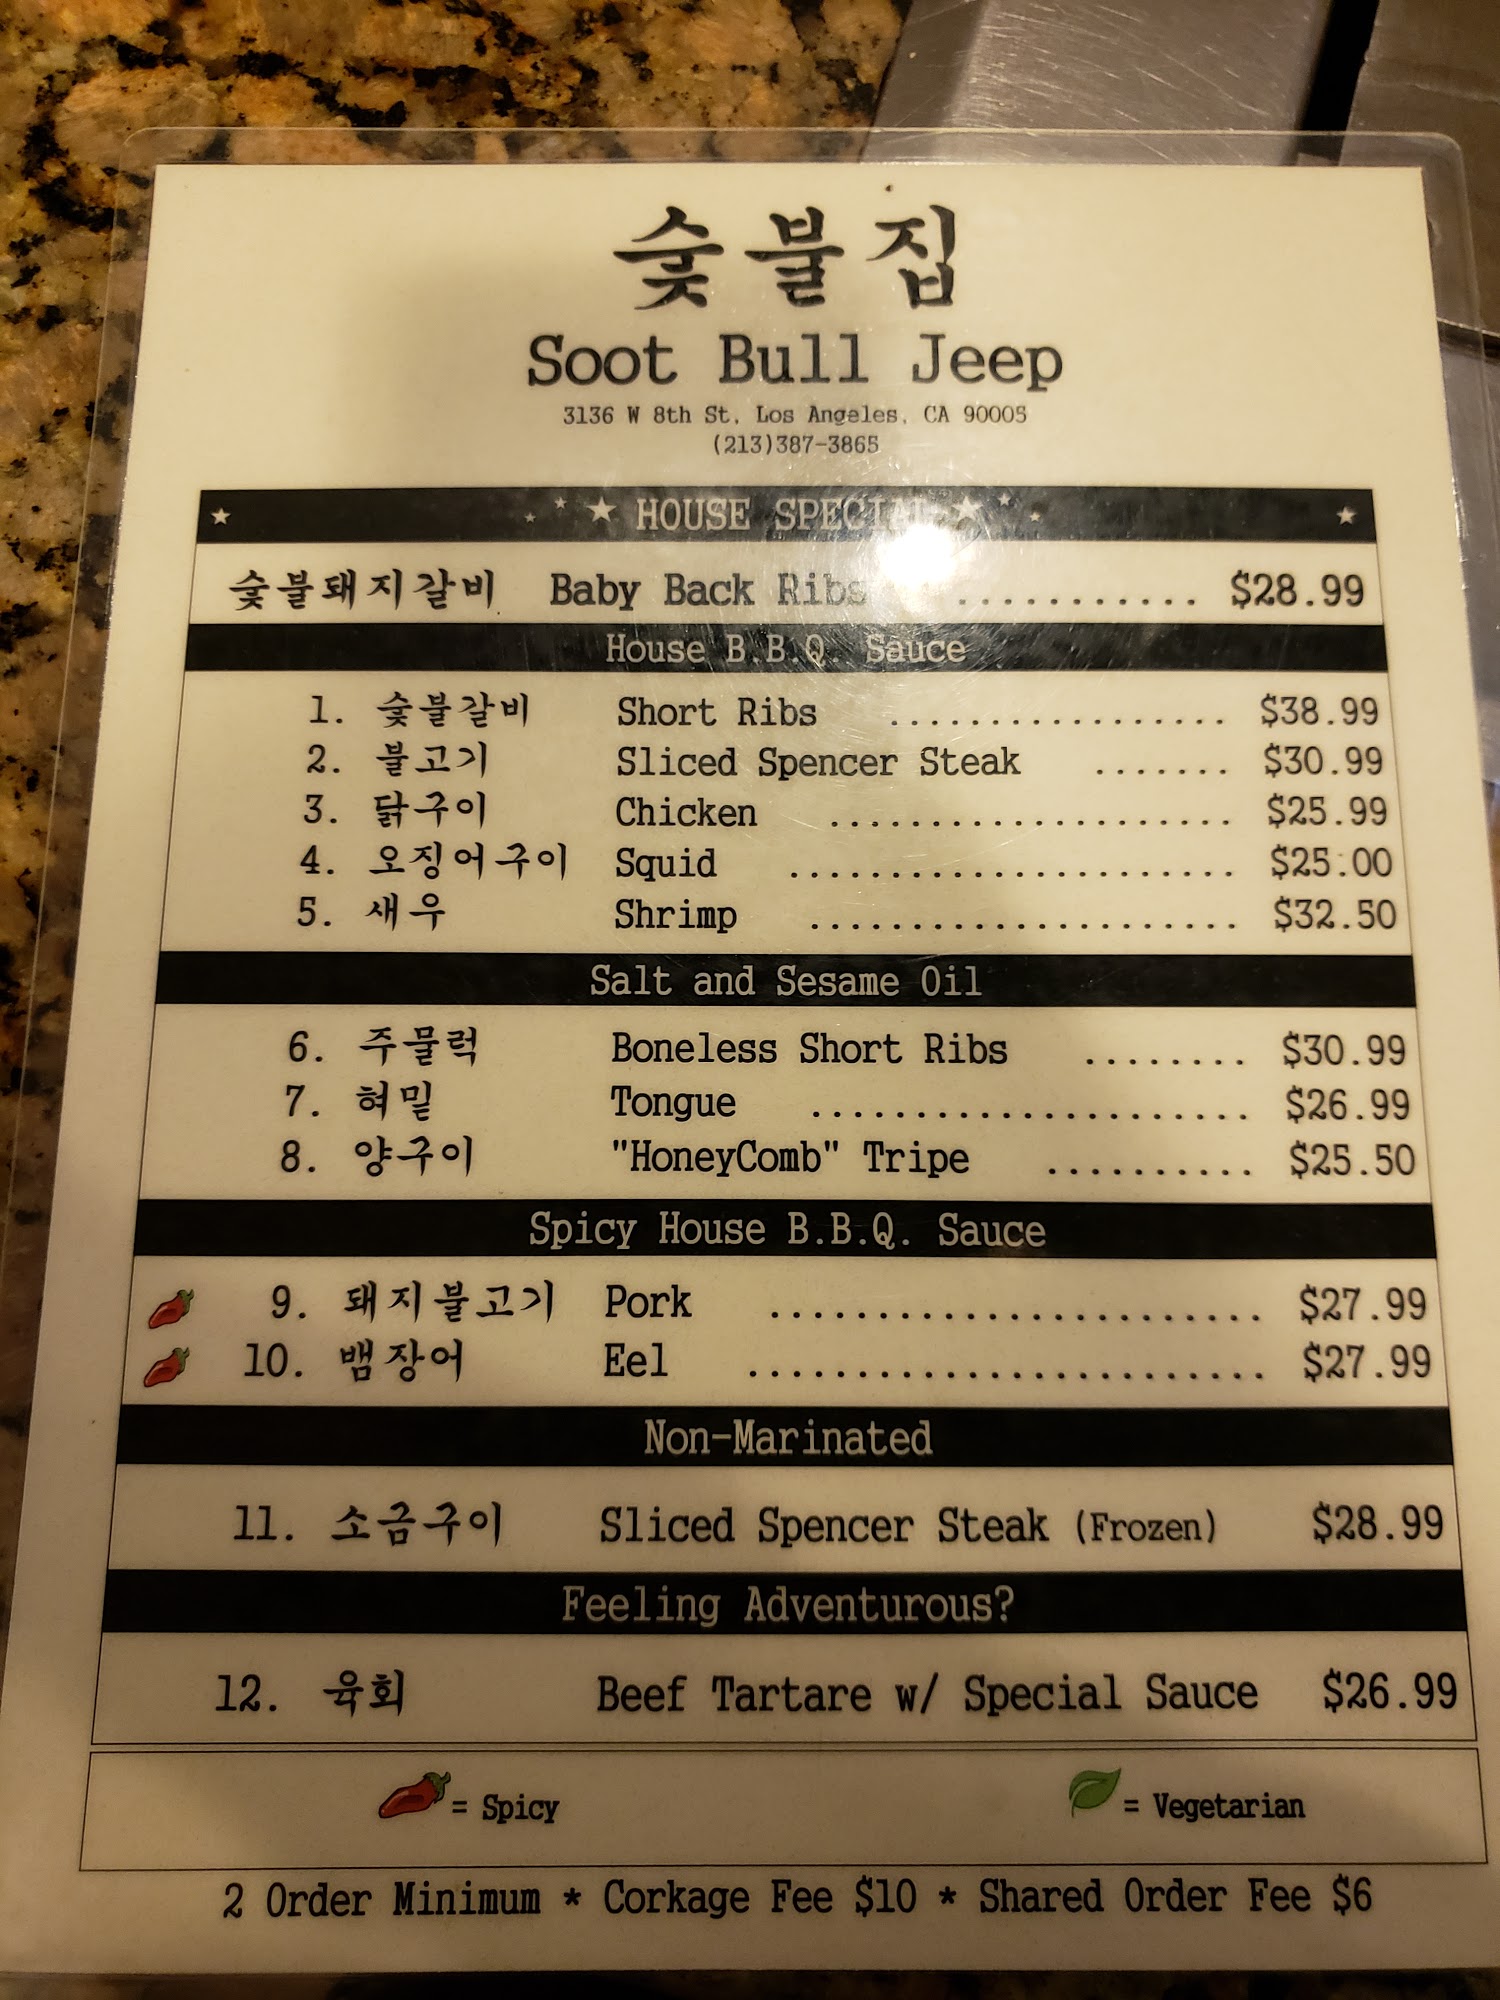 숯불집
Soot Bull Jeep
3136 W 8th St, Los Angeles, CA 90005
(213)387-3865
HOUSE SPECIAL
숯불돼지갈비 Baby Back Ribs ............ $28.99
House B.B.Q. Sauce
1. 숯불갈비 Short Ribs ................. $38.99
2. 불고기 Sliced Spencer Steak ....... $30.99
3. 닭구이 Chicken .................... $25.99
4. 오징어구이 Squid ...................... $25.00
5. 새우 Shrimp ..................... $32.50
Salt and Sesame Oil
6. 주물럭 Boneless Short Ribs ........ $30.99
7. 혀밑 Tongue ...................... $26.99
8. 양구이 "HoneyComb" Tripe .......... $25.50
Spicy House B.B.Q. Sauce
9. 돼지불고기 Pork ........................ $27.99
10. 뱀장어 Eel ......................... $27.99
Non-Marinated
11. 소금구이 Sliced Spencer Steak (Frozen) $28.99
Feeling Adventurous?
12. 육회 Beef Tartare w/ Special Sauce $26.99
= Spicy = Vegetarian
2 Order Minimum * Corkage Fee $10 * Shared Order Fee $6